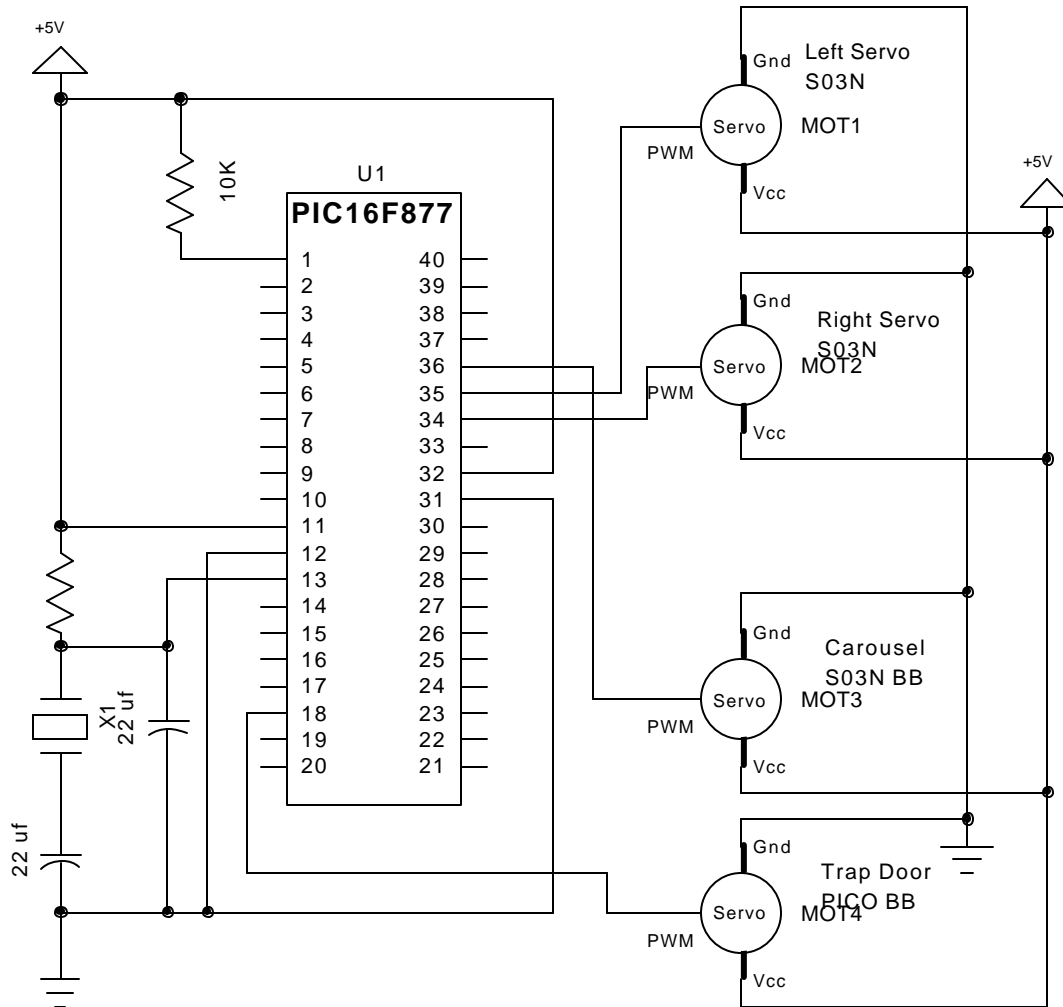 +5V
10K
U1
PIC16F877
1 40
2 39
3 38
4 37
5 36
6 35
7 34
8 33
9 32
10 31
11 30
12 29
13 28
14 27
15 26
16 25
17 24
18 23
19 22
20 21
X1
22 uf
22 uf
Gnd
Left Servo
S03N
Servo
MOT1
PWM
Vcc
+5V
Gnd
Right Servo
S03N
Servo
MOT2
PWM
Vcc
Gnd
Carousel
S03N BB
Servo
MOT3
PWM
Vcc
Gnd
Trap Door
PICO BB
Servo
MOT4
PWM
Vcc